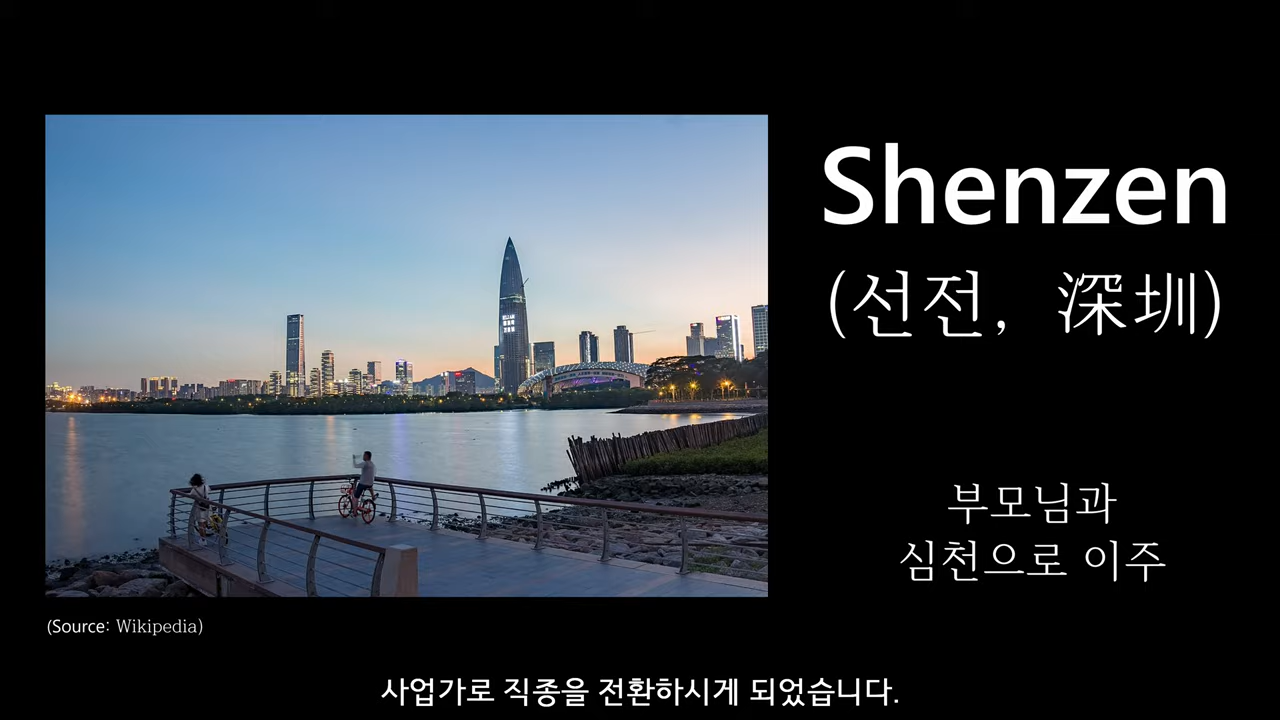 Shenzen
(선전, 深圳)
부모님과
심천으로 이주
(Source: Wikipedia)
사업가로 직종을 전환하시게 되었습니다.